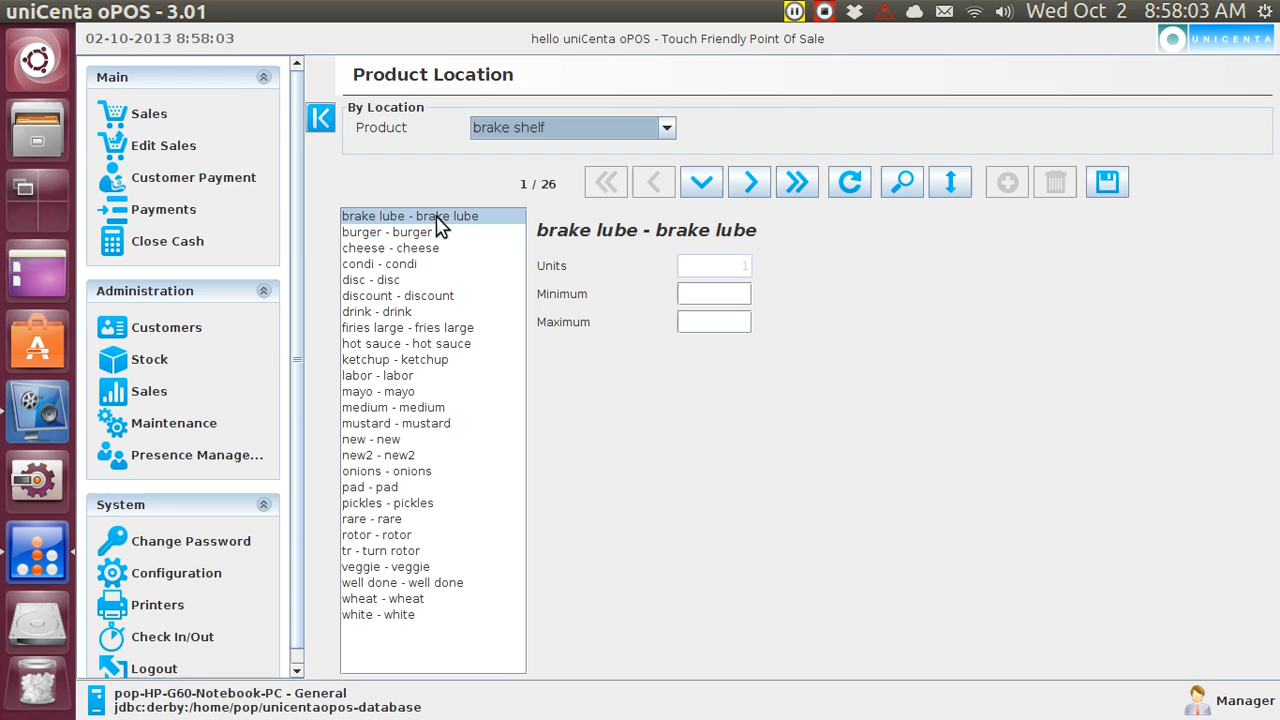 uniCenta oPOS - 3.01
Wed Oct 2 8:58:03 AM
02-10-2013 8:58:03
hello uniCenta oPOS - Touch Friendly Point Of Sale
UNICENTA
Main
Sales
Edit Sales
Customer Payment
Payments
Close Cash
Administration
Customers
Stock
Sales
Maintenance
Presence Manage...
System
Change Password
Configuration
Printers
Check In/Out
Logout
Product Location
By Location
Product
brake shelf
1 / 26
brake lube - brake lube
burger - burger
cheese - cheese
condi - condi
disc - disc
discount - discount
drink - drink
firies large - fries large
hot sauce - hot sauce
ketchup - ketchup
labor - labor
mayo - mayo
medium - medium
mustard - mustard
new - new
new2 - new2
onions - onions
pad - pad
pickles - pickles
rare - rare
rotor - rotor
tr - turn rotor
veggie - veggie
well done - well done
wheat - wheat
white - white
brake lube - brake lube
Units 1
Minimum
Maximum
pop-HP-G60-Notebook-PC - General
jdbc:derby:/home/pop/unicentaopos-database
Manager